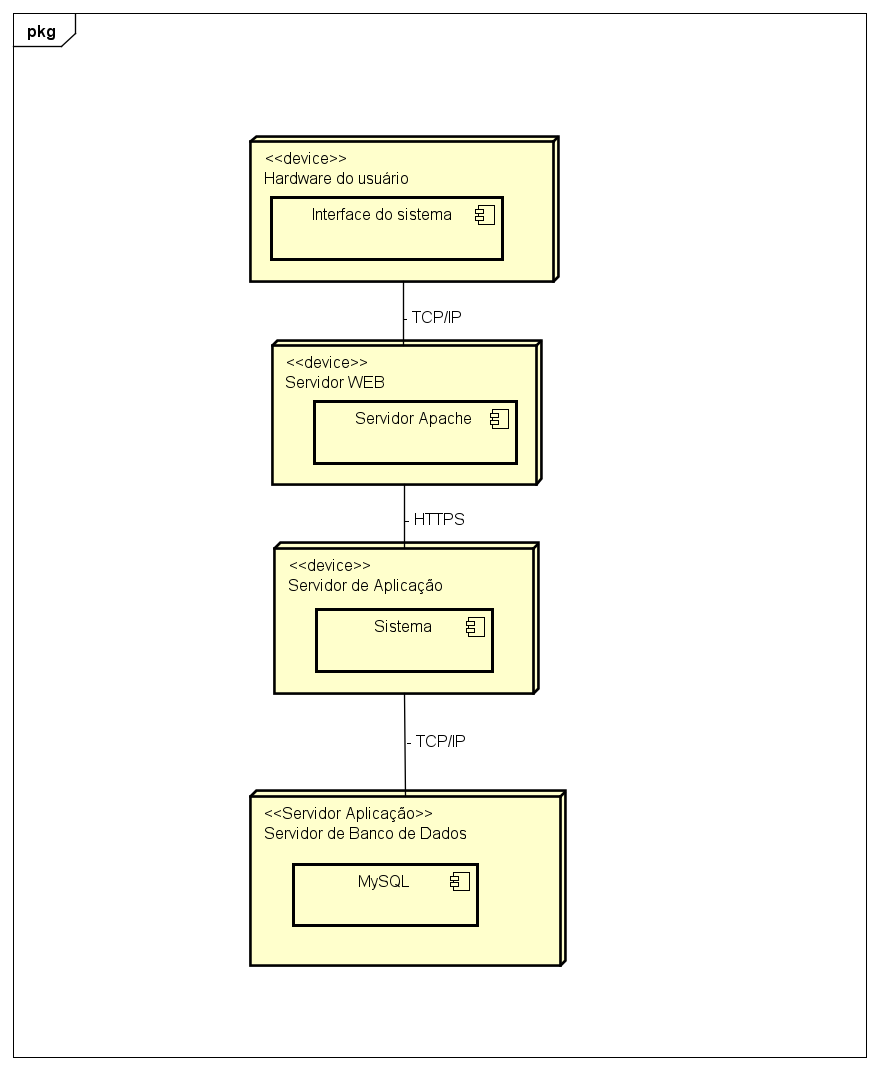 pkg
<<device>>
Hardware do usuário
Interface do sistema
- TCP/IP
<<device>>
Servidor WEB
Servidor Apache
- HTTPS
<<device>>
Servidor de Aplicação
Sistema
- TCP/IP
<<Servidor Aplicação>>
Servidor de Banco de Dados
MySQL